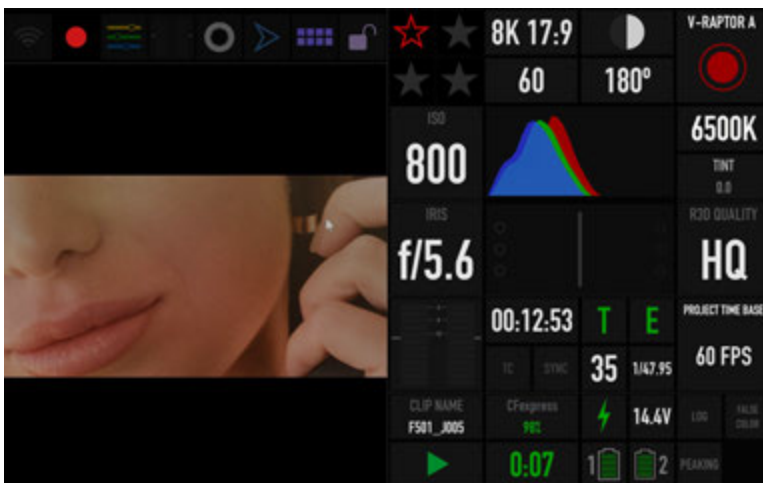 8K 17:9
V-RAPTOR A
60
180°
ISO
800
6500K
TINT
0.0
IRIS
f/5.6
R3D QUALITY
HQ
00:12:53
T
E
PROJECT TIME BASE
60 FPS
TC
SYNC
35
1/47.95
CLIP NAME
F501_J005
CFexpress
98%
14.4V
LOG
FALSE
COLOR
0:07
1
2
PEAKING